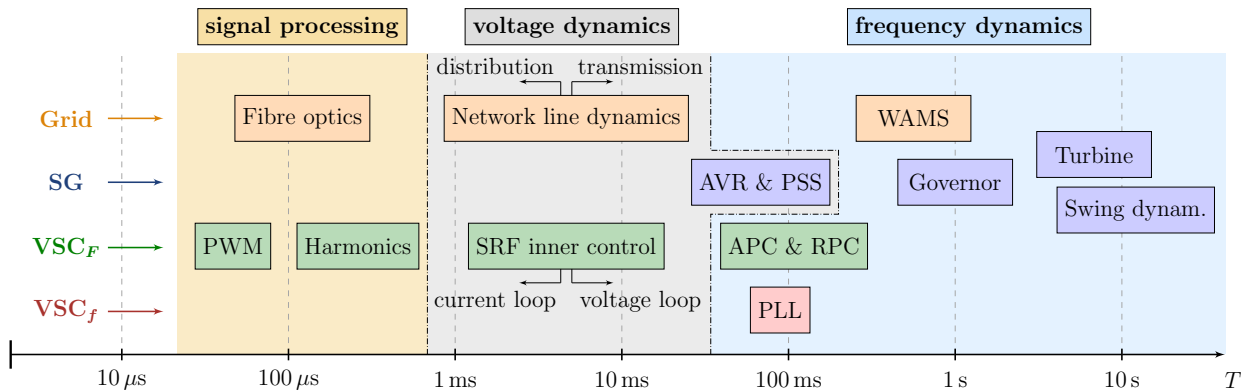 signal processing
voltage dynamics
frequency dynamics
distribution
transmission
Grid
Fibre optics
Network line dynamics
WAMS
Turbine
SG
AVR & PSS
Governor
Swing dynam.
VSC_F
PWM
Harmonics
SRF inner control
APC & RPC
current loop
voltage loop
VSC_f
PLL
10 μs
100 μs
1 ms
10 ms
100 ms
1 s
10 s
T